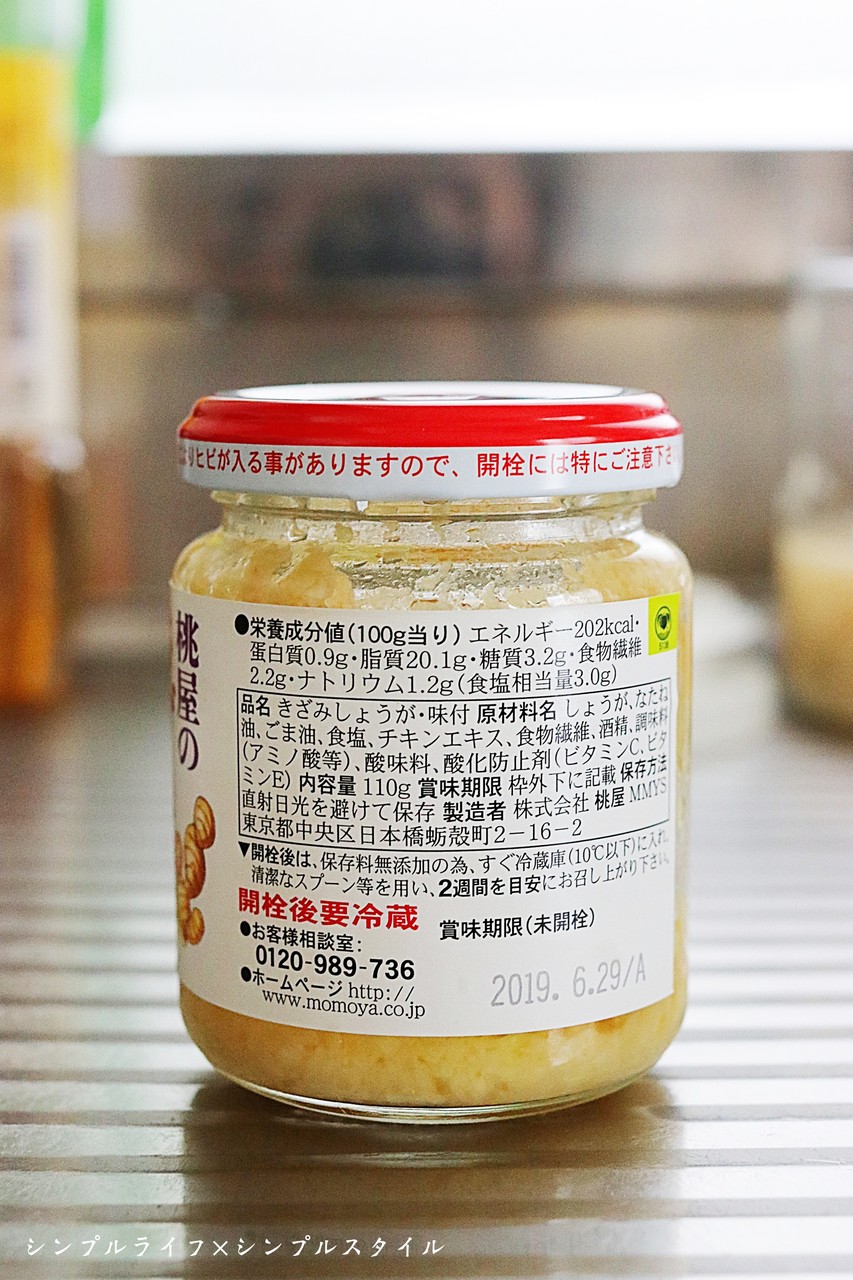 りヒビが入る事がありますので、開栓には特にご注意下さい
桃屋の
●栄養成分値(100g当り) エネルギー202kcal・
蛋白質0.9g・脂質20.1g・糖質3.2g・食物繊維
2.2g・ナトリウム1.2g(食塩相当量3.0g)
品名 きざみしょうが・味付 原材料名 しょうが、なたね
油、ごま油、食塩、チキンエキス、食物繊維、酒精、調味料
(アミノ酸等)、酸味料、酸化防止剤(ビタミンC、ビタ
ミンE) 内容量 110g 賞味期限 枠外下に記載 保存方法
直射日光を避けて保存 製造者 株式会社 桃屋 MMYS
東京都中央区日本橋蛎殻町2-16-2
▼開栓後は、保存料無添加の為、すぐ冷蔵庫(10℃以下)に入れ、
清潔なスプーン等を用い、2週間を目安にお召し上がり下さい。
開栓後要冷蔵
賞味期限(未開栓)
●お客様相談室:
0120-989-736
●ホームページ http://
www.momoya.co.jp
2019. 6.29/A
シンプルライフ×シンプルスタイル